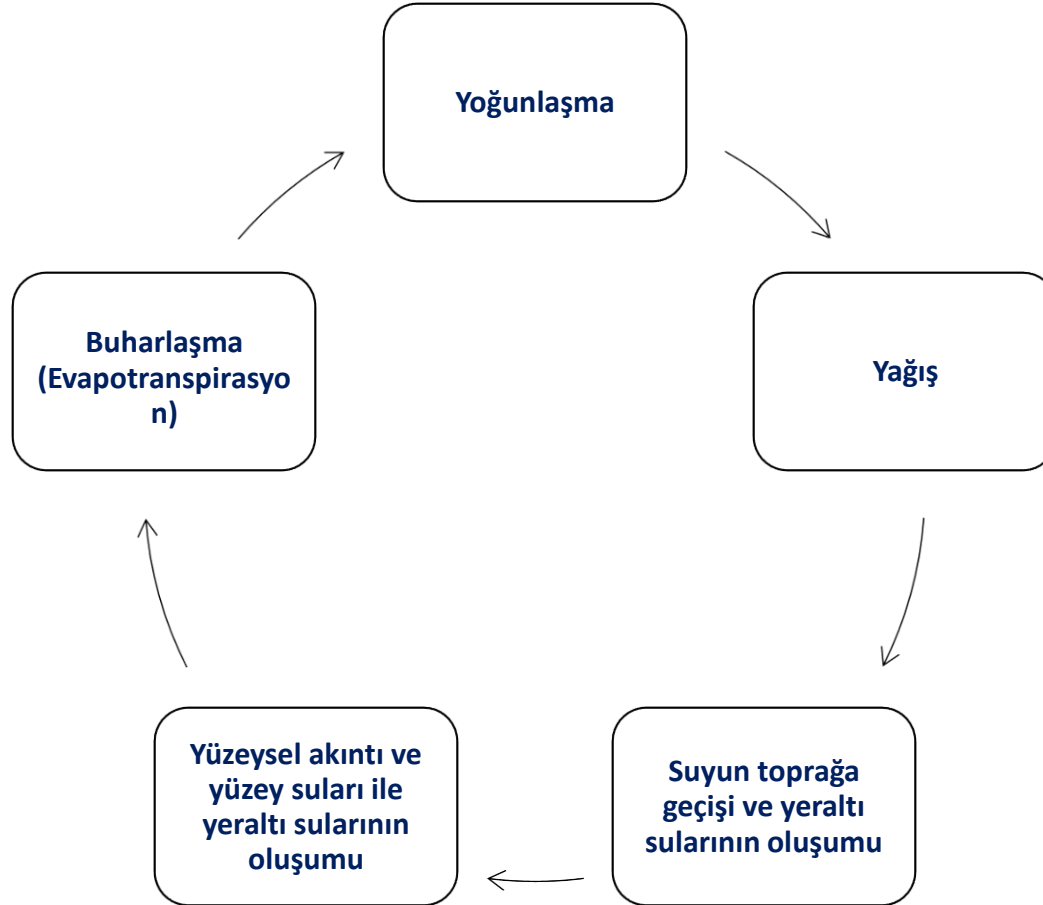 Yoğunlaşma
Yağış
Suyun toprağa
geçişi ve yeraltı
sularının oluşumu
Yüzeysel akıntı ve
yüzey suları ile
yeraltı sularının
oluşumu
Buharlaşma
(Evapotranspirasyo
n)